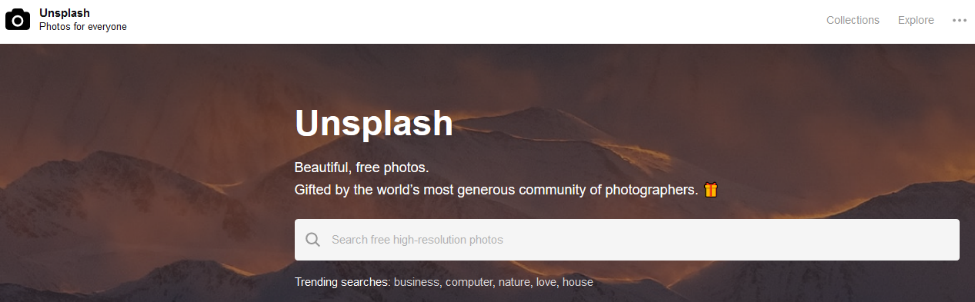 Unsplash
Photos for everyone
Collections
Explore
Unsplash
Beautiful, free photos.
Gifted by the world's most generous community of photographers.
Search free high-resolution photos
Trending searches: business, computer, nature, love, house